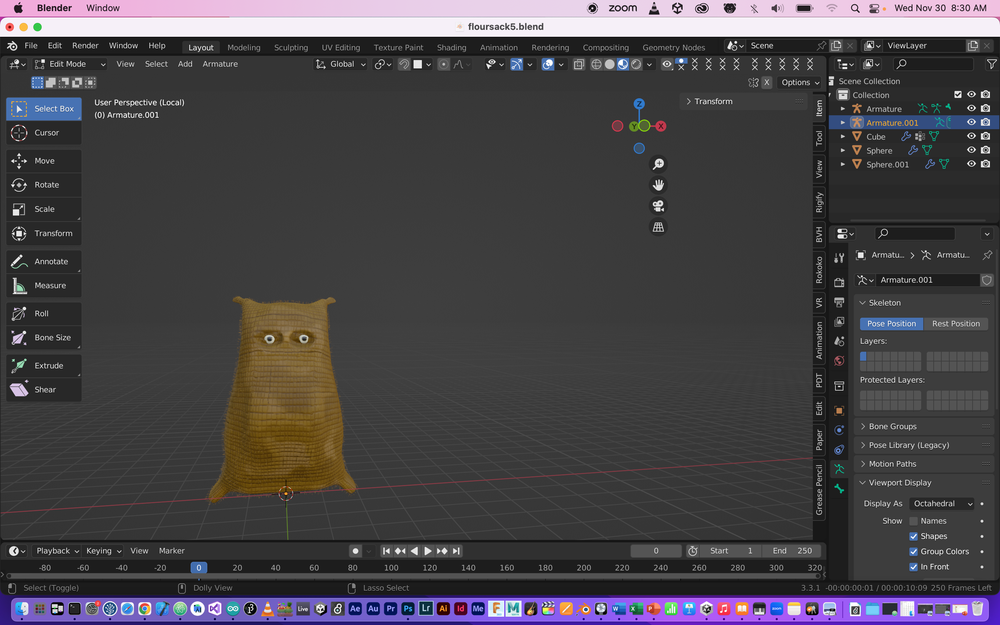 Blender Window zoom Wed Nov 30 8:30 AM
floursack5.blend
File Edit Render Window Help Layout Modeling Sculpting UV Editing Texture Paint Shading Animation Rendering Compositing Geometry Nodes Scene ViewLayer
Edit Mode View Select Add Armature Global
X Options
Select Box
Cursor
Move
Rotate
Scale
Transform
Annotate
Measure
Roll
Bone Size
Extrude
Shear
User Perspective (Local)
(0) Armature.001
Z
Y X
Transform
Item
Tool
View
Rigify
BVH
Rokoko
VR
Animation
PDT
Edit
Paper
Grease Pencil
Scene Collection
Collection
Armature
Armature.001
Cube
Sphere
Sphere.001
Armatu... Armatu...
Armature.001
Skeleton
Pose Position Rest Position
Layers:
Protected Layers:
Bone Groups
Pose Library (Legacy)
Motion Paths
Viewport Display
Display As Octahedral
Show Names
Shapes
Group Colors
In Front
Playback Keying View Marker 0 Start 1 End 250
-80 -60 -40 -20 0 20 40 60 80 100 120 140 160 180 200 220 240 260 280 300 320
Select (Toggle) Dolly View Lasso Select 3.3.1 -00:00:00:01 / 00:00:10:09 250 Frames Left
2 Live Ae Au Pr Ps Lr Ai Id Me F 360 M MAYA W X P zoom